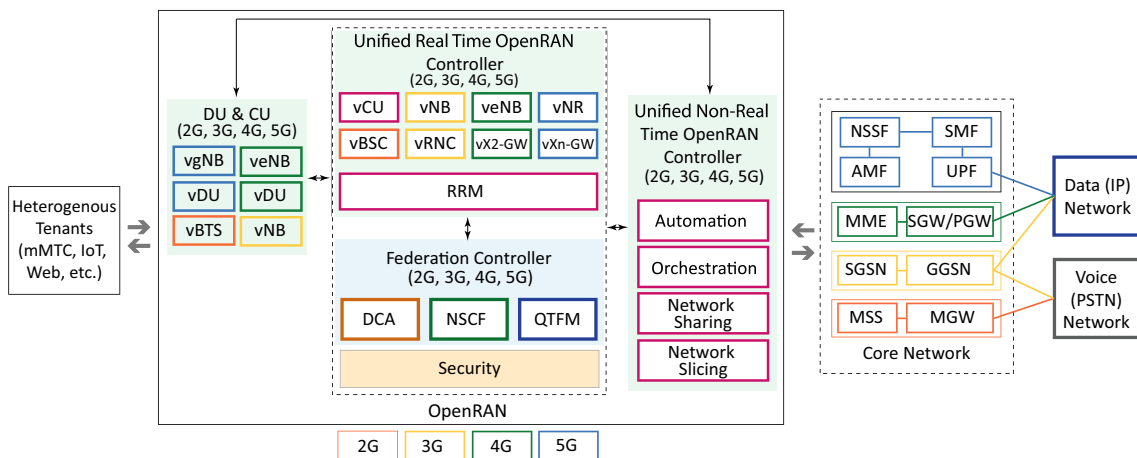 Heterogenous
Tenants
(mMTC, IoT,
Web, etc.)
DU & CU
(2G, 3G, 4G, 5G)
vgNB
veNB
vDU
vDU
vBTS
vNB
Unified Real Time OpenRAN
Controller
(2G, 3G, 4G, 5G)
vCU
vNB
veNB
vNR
vBSC
vRNC
vX2-GW
vXn-GW
RRM
Federation Controller
(2G, 3G, 4G, 5G)
DCA
NSCF
QTFM
Security
OpenRAN
Unified Non-Real
Time OpenRAN
Controller
(2G, 3G, 4G, 5G)
Automation
Orchestration
Network
Sharing
Network
Slicing
NSSF
SMF
AMF
UPF
MME
SGW/PGW
SGSN
GGSN
MSS
MGW
Core Network
Data (IP)
Network
Voice
(PSTN)
Network
2G
3G
4G
5G